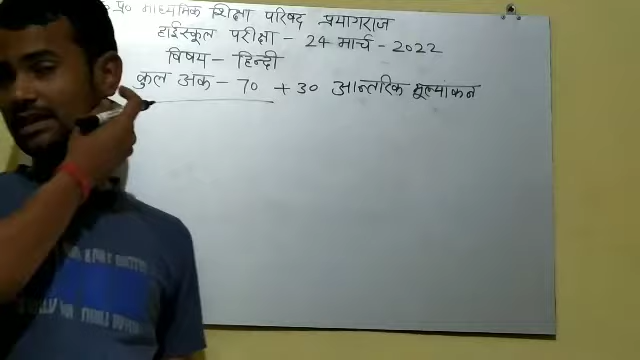 प्र० माध्यमिक शिक्षा परिषद प्रयागराज
हाईस्कूल परीक्षा - 24 मार्च - 2022
विषय - हिन्दी
कुल अंक - 70 + 30 आन्तरिक मूल्यांकन